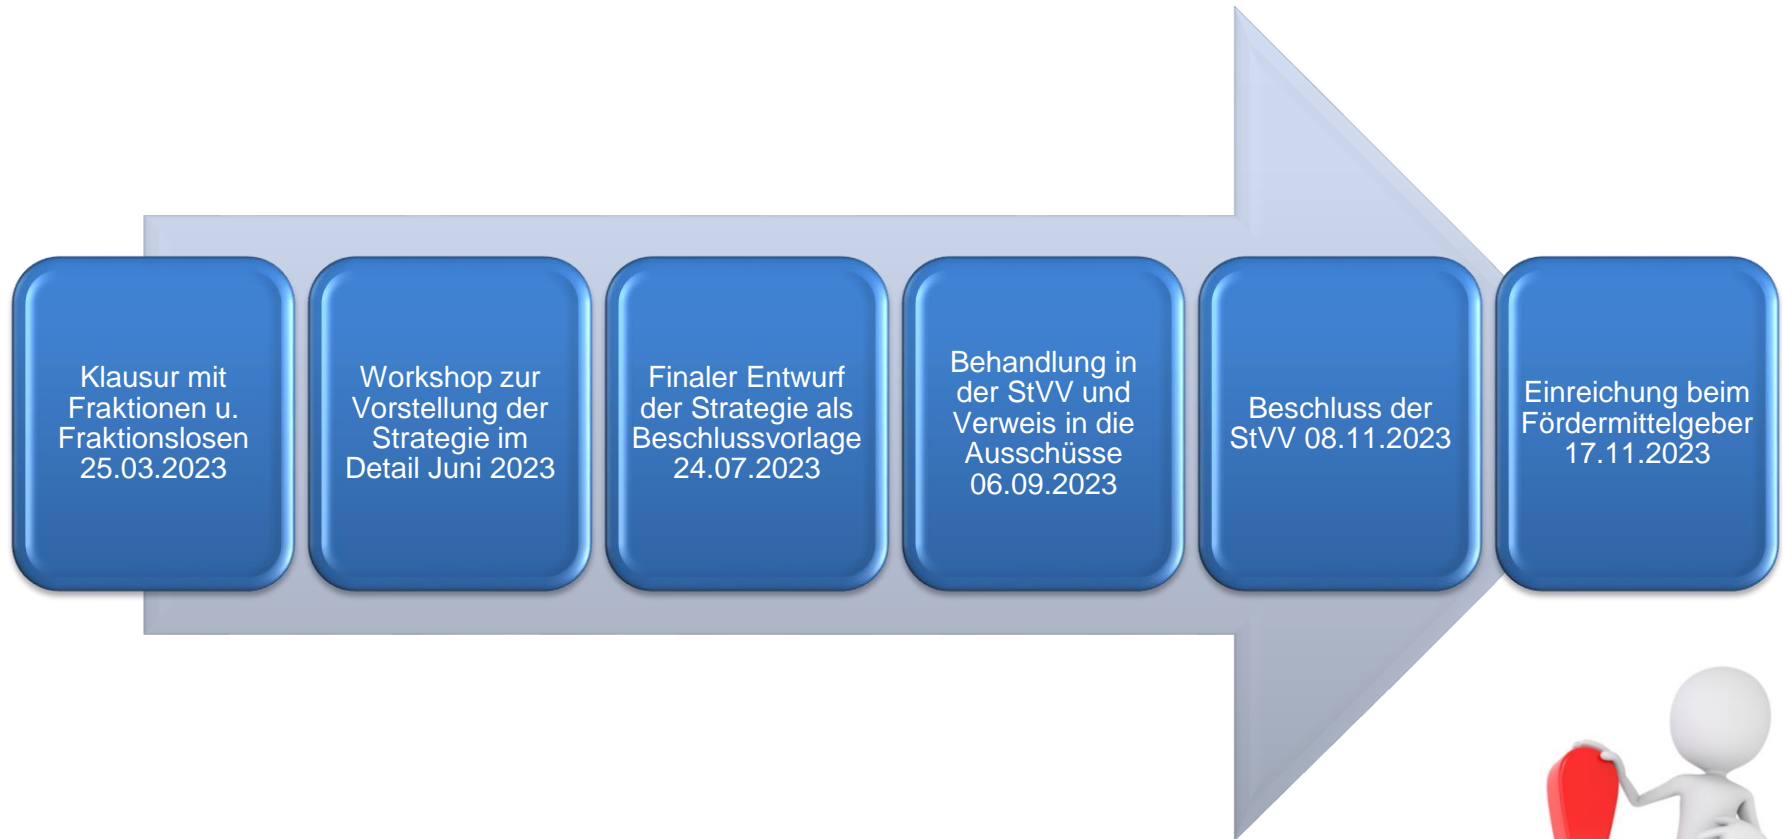 Klausur mit
Fraktionen u.
Fraktionslosen
25.03.2023
Workshop zur
Vorstellung der
Strategie im
Detail Juni 2023
Finaler Entwurf
der Strategie als
Beschlussvorlage
24.07.2023
Behandlung in
der StVV und
Verweis in die
Ausschüsse
06.09.2023
Beschluss der
StVV 08.11.2023
Einreichung beim
Fördermittelgeber
17.11.2023